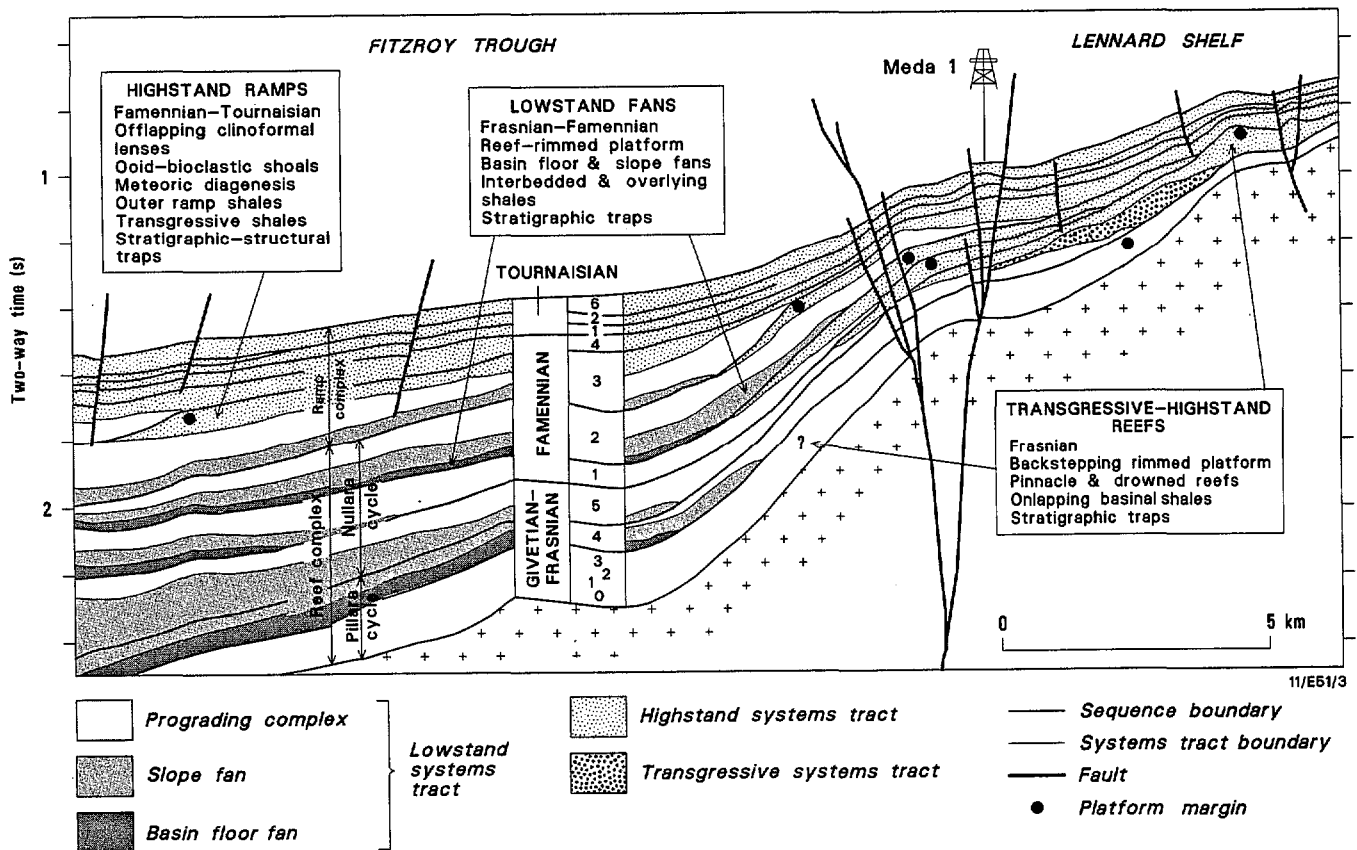 FITZROY TROUGH
LENNARD SHELF
Meda 1
HIGHSTAND RAMPS
Famennian-Tournaisian
Offlapping clinoformal
lenses
Ooid-bioclastic shoals
Meteoric diagenesis
Outer ramp shales
Transgressive shales
Stratigraphic-structural
traps
LOWSTAND FANS
Frasnian-Famennian
Reef-rimmed platform
Basin floor & slope fans
Interbedded & overlying
shales
Stratigraphic traps
Two-way time (s)
1
2
TOURNAISIAN
FAMENNIAN
GIVETIAN-
FRASNIAN
6
2
1
4
3
2
1
5
4
3
2
1
0
Ramp
complex
Reef complex
Nullara
cycle
Pillara
cycle
?
TRANSGRESSIVE-HIGHSTAND
REEFS
Frasnian
Backstepping rimmed platform
Pinnacle & drowned reefs
Onlapping basinal shales
Stratigraphic traps
0
5 km
11/E51/3
Prograding complex
Slope fan
Basin floor fan
Lowstand
systems
tract
Highstand systems tract
Transgressive systems tract
Sequence boundary
Systems tract boundary
Fault
Platform margin